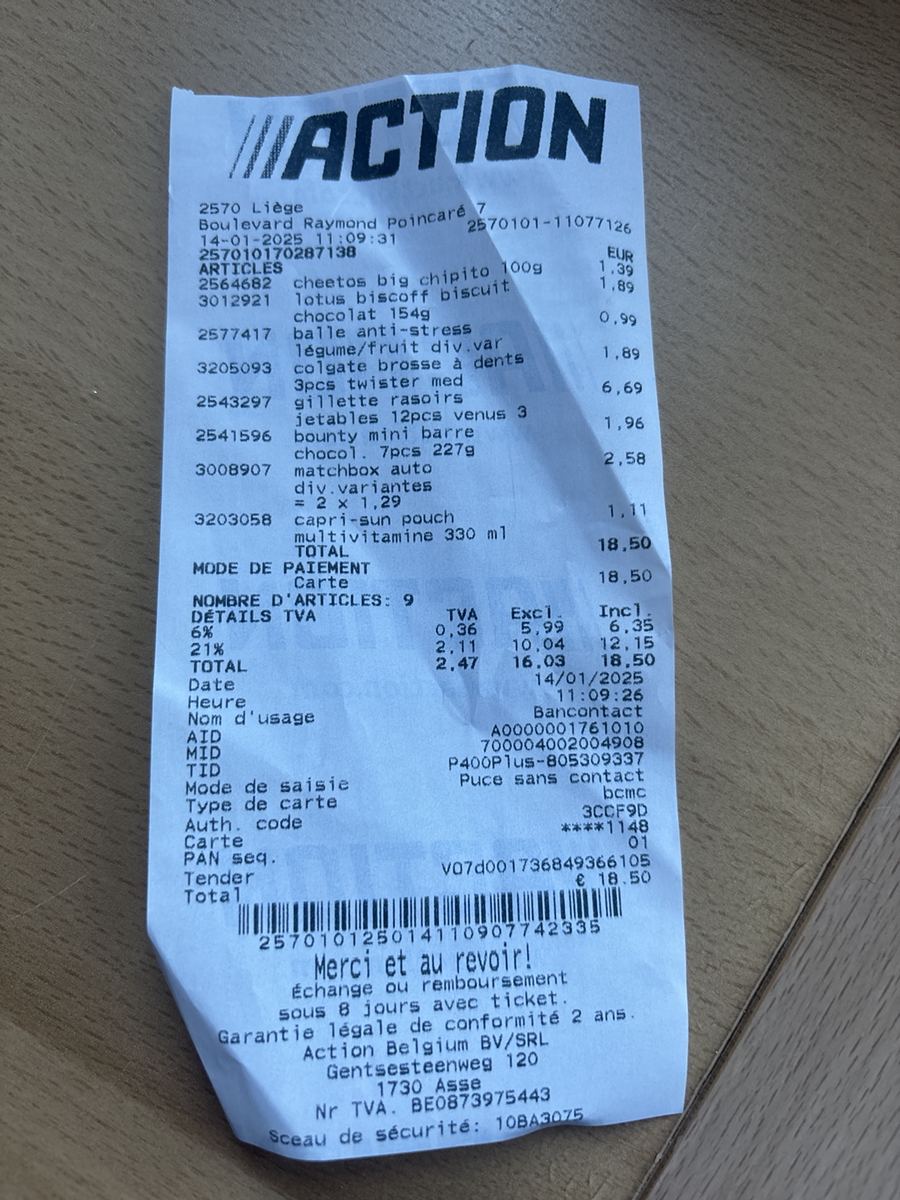 ACTION
2570 Liège
Boulevard Raymond Poincaré 7
14-01-2025 11:09:31 2570101-11077126
257010170287138
ARTICLES EUR
2564682 cheetos big chipito 100g 1,39
3012921 lotus biscoff biscuit 1,89
chocolat 154g
2577417 balle anti-stress 0,99
légume/fruit div.var
3205093 colgate brosse à dents 1,89
3pcs twister med
2543297 gillette rasoirs 6,69
jetables 12pcs venus 3
2541596 bounty mini barre 1,96
chocol. 7pcs 227g
3008907 matchbox auto 2,58
div.variantes
= 2 x 1,29
3203058 capri-sun pouch 1,11
multivitamine 330 ml
TOTAL 18,50
MODE DE PAIEMENT
Carte 18,50
NOMBRE D'ARTICLES: 9
DÉTAILS TVA TVA Excl. Incl.
6% 0,36 5,99 6,35
21% 2,11 10,04 12,15
TOTAL 2,47 16,03 18,50
Date 14/01/2025
Heure 11:09:26
Nom d'usage Bancontact
AID A0000001761010
MID 700004002004908
TID P400Plus-805309337
Mode de saisie Puce sans contact
Type de carte bcmc
Auth. code 3CCF9D
Carte ****1148
PAN seq. 01
Tender V07d001736849366105
Total € 18.50
257010125014110907742335
Merci et au revoir!
Échange ou remboursement
sous 8 jours avec ticket.
Garantie légale de conformité 2 ans.
Action Belgium BV/SRL
Gentsesteenweg 120
1730 Asse
Nr TVA. BE0873975443
Sceau de sécurité: 10BA3075